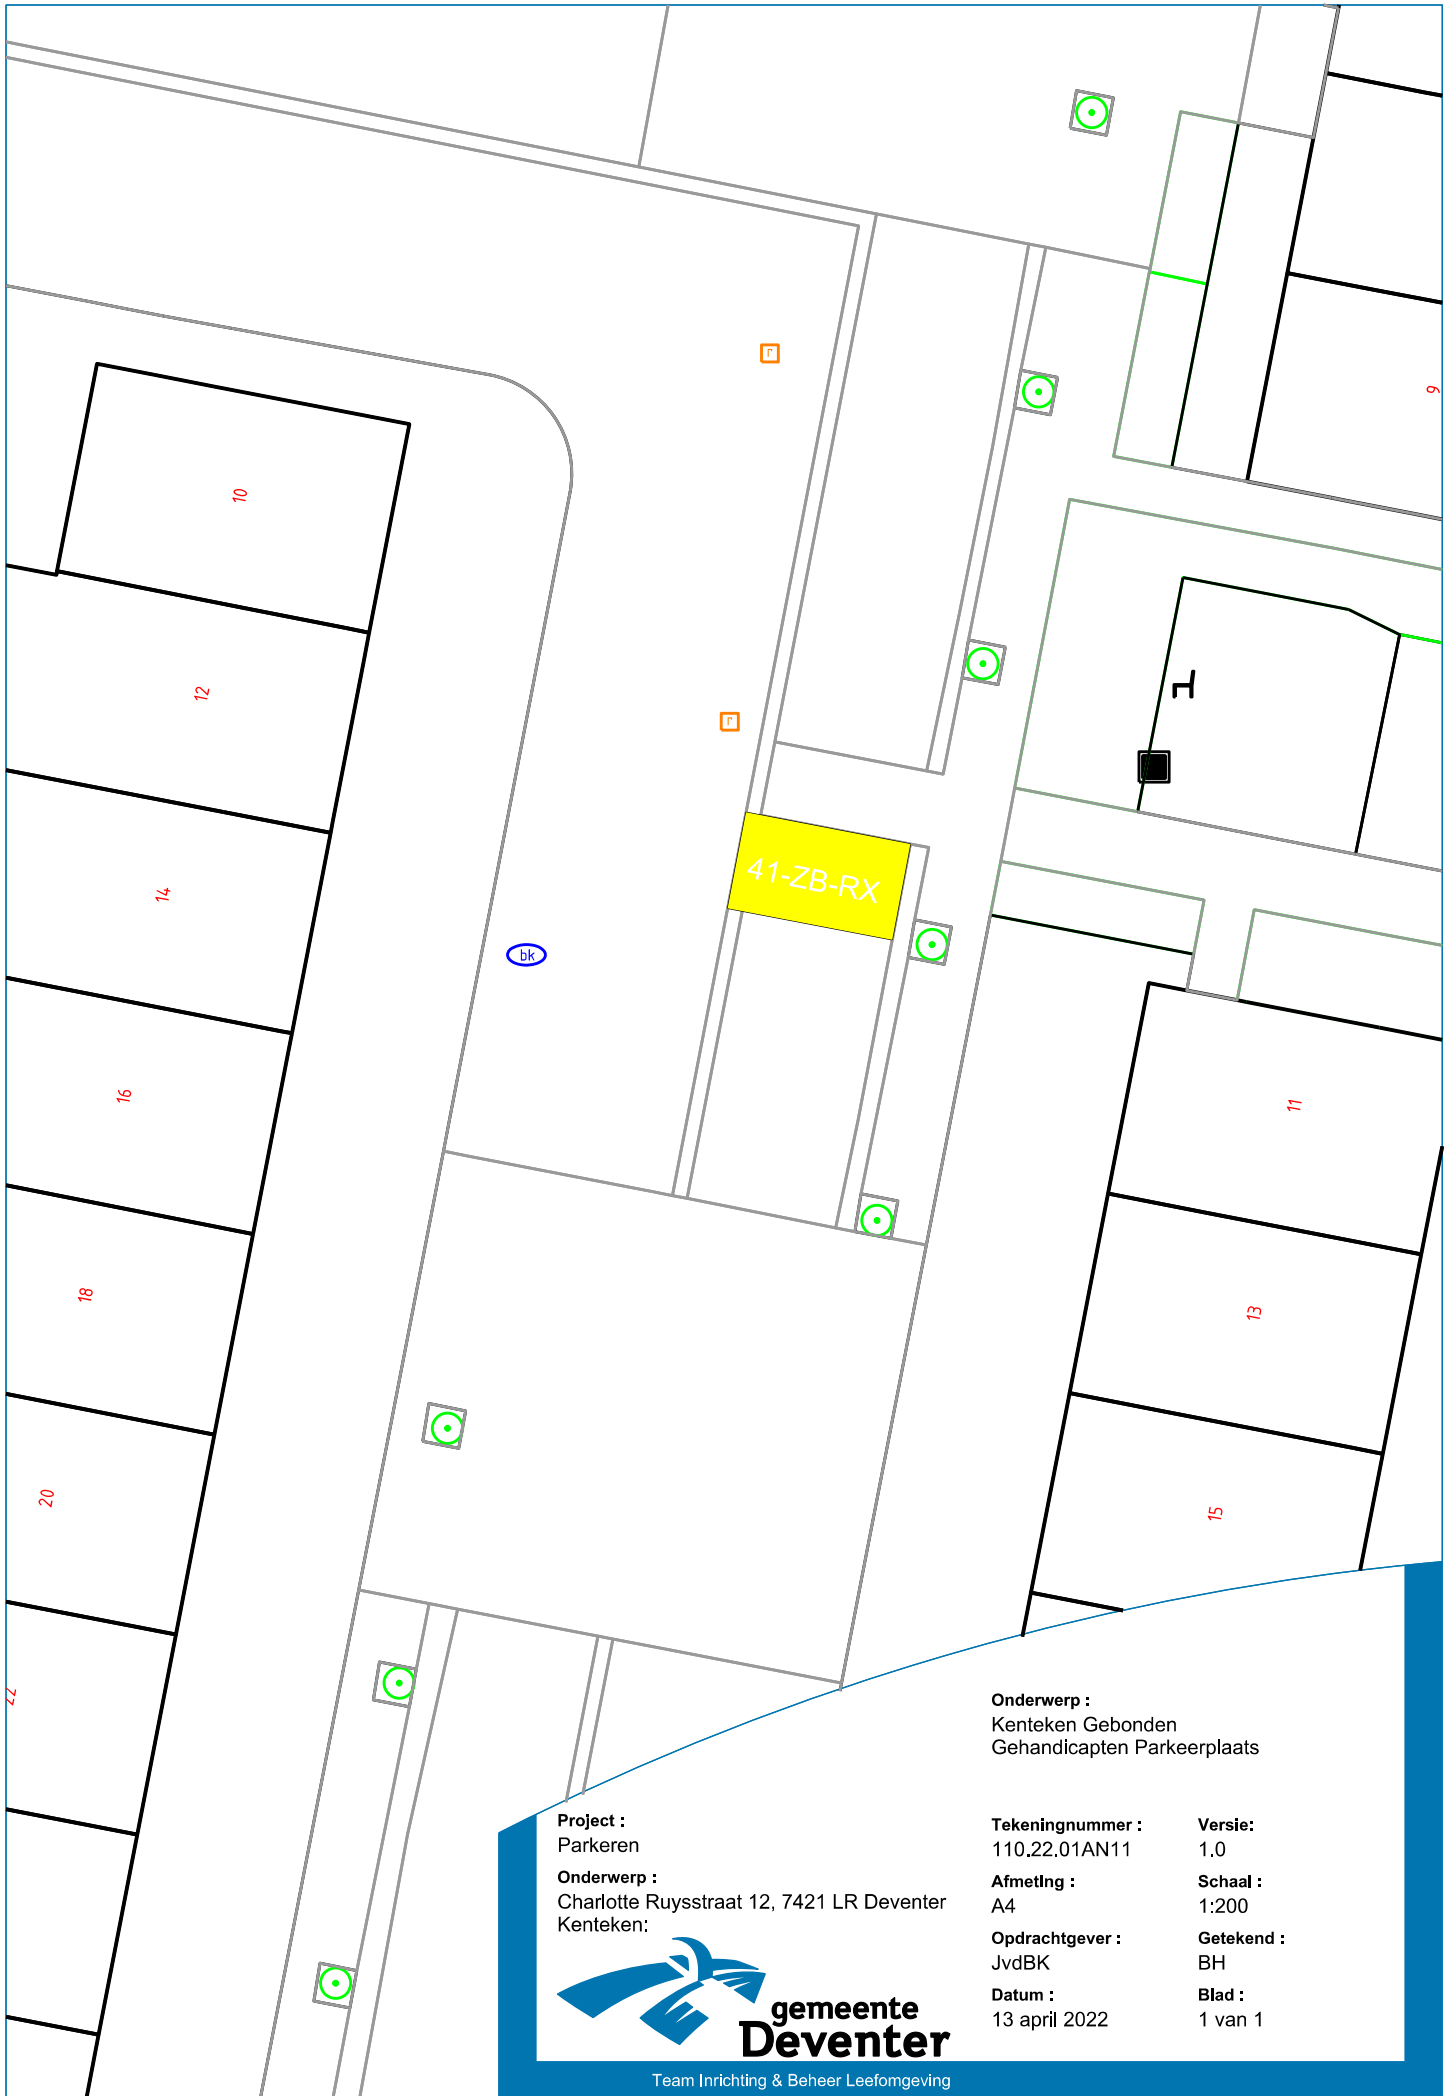 10
9
12
14
41-ZB-RX
bk
16
11
18
13
20
15
22
Onderwerp :
Kenteken Gebonden
Gehandicapten Parkeerplaats
Project :
Parkeren
Onderwerp :
Charlotte Ruysstraat 12, 7421 LR Deventer
Kenteken:
Tekeningnummer :
110.22.01AN11
Versie:
1.0
Afmeting :
A4
Schaal :
1:200
Opdrachtgever :
JvdBK
Getekend :
BH
Datum :
13 april 2022
Blad :
1 van 1
gemeente
Deventer
Team Inrichting & Beheer Leefomgeving